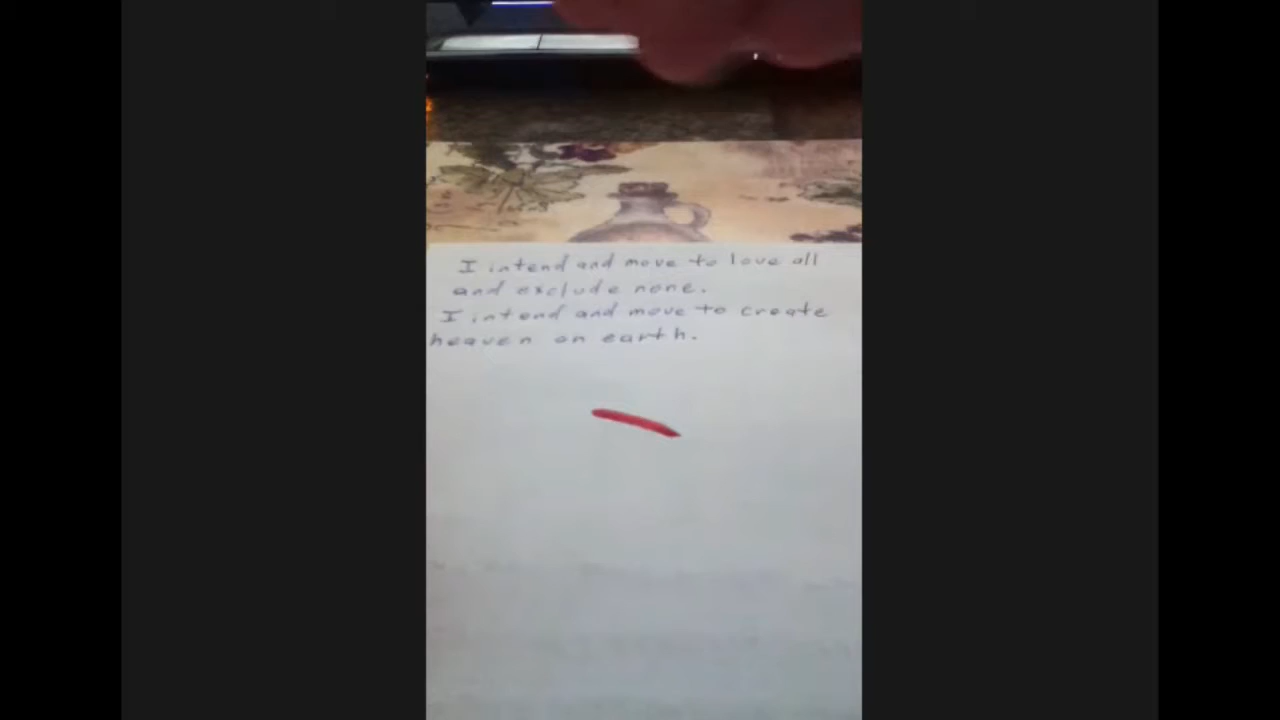 I intend and move to love all
and exclude none.
I intend and move to create
heaven on earth.